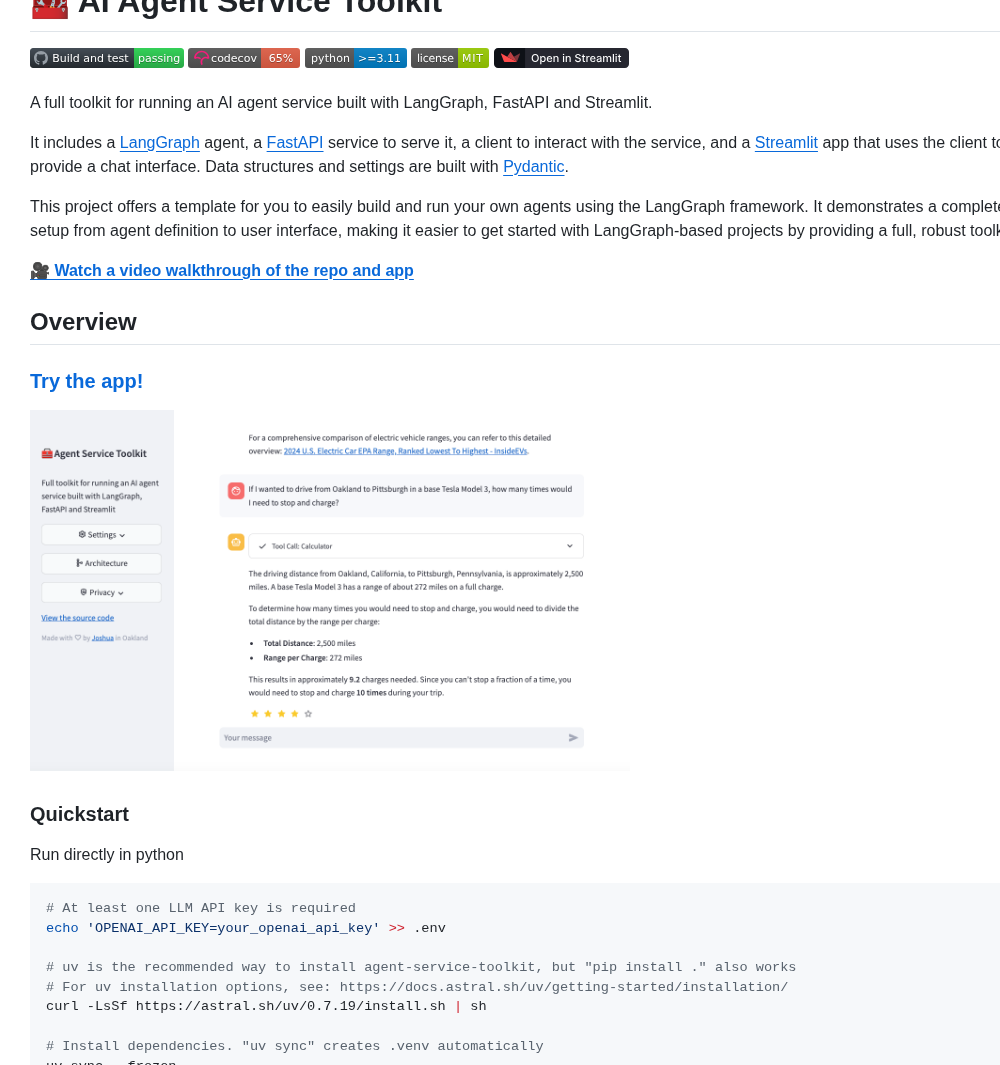 AI Agent Service Toolkit
Build and test passing codecov 65% python >=3.11 license MIT Open in Streamlit
A full toolkit for running an AI agent service built with LangGraph, FastAPI and Streamlit.
It includes a LangGraph agent, a FastAPI service to serve it, a client to interact with the service, and a Streamlit app that uses the client to
provide a chat interface. Data structures and settings are built with Pydantic.
This project offers a template for you to easily build and run your own agents using the LangGraph framework. It demonstrates a complete
setup from agent definition to user interface, making it easier to get started with LangGraph-based projects by providing a full, robust
Watch a video walkthrough of the repo and app
Overview
Try the app!
Agent Service Toolkit
Full toolkit for running an AI agent
service built with LangGraph,
FastAPI and Streamlit
Settings
Architecture
Privacy
View the source code
Made with ♡ by Joshua in Oakland
For a comprehensive comparison of electric vehicle ranges, you can refer to this detailed
overview: 2024 U.S. Electric Car EPA Range, Ranked Lowest To Highest - InsideEVs.
If I wanted to drive from Oakland to Pittsburgh in a base Tesla Model 3, how many times would
I need to stop and charge?
Tool Call: Calculator
The driving distance from Oakland, California, to Pittsburgh, Pennsylvania, is approximately 2,500
miles. A base Tesla Model 3 has a range of about 272 miles on a full charge.
To determine how many times you would need to stop and charge, you would need to divide the
total distance by the range per charge:
• Total Distance: 2,500 miles
• Range per Charge: 272 miles
This results in approximately 9.2 charges needed. Since you can't stop a fraction of a time, you
would need to stop and charge 10 times during your trip.
Your message
Quickstart
Run directly in python
# At least one LLM API key is required
echo 'OPENAI_API_KEY=your_openai_api_key' >> .env
# uv is the recommended way to install agent-service-toolkit, but "pip install ." also works
# For uv installation options, see: https://docs.astral.sh/uv/getting-started/installation/
curl -LsSf https://astral.sh/uv/0.7.19/install.sh | sh
# Install dependencies. "uv sync" creates .venv automatically